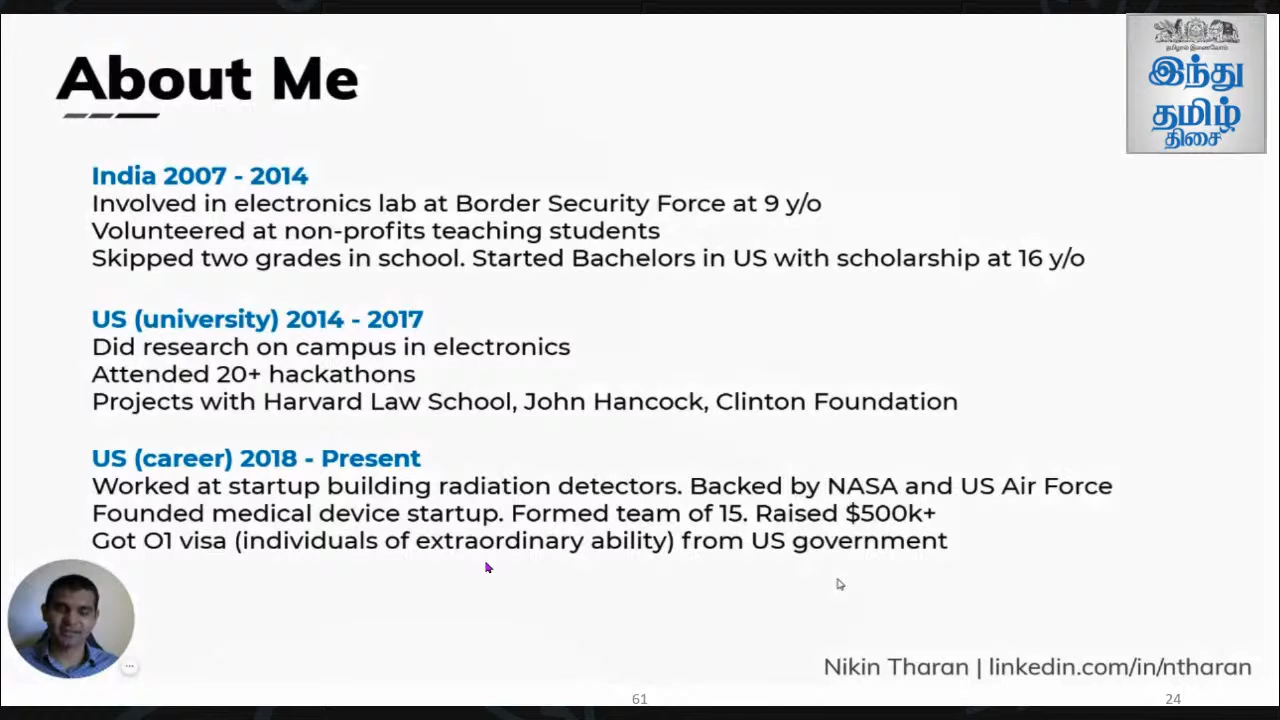 About Me
தமிழால் இணைவோம்
இந்து
தமிழ்
திசை
India 2007 - 2014
Involved in electronics lab at Border Security Force at 9 y/o
Volunteered at non-profits teaching students
Skipped two grades in school. Started Bachelors in US with scholarship at 16 y/o
US (university) 2014 - 2017
Did research on campus in electronics
Attended 20+ hackathons
Projects with Harvard Law School, John Hancock, Clinton Foundation
US (career) 2018 - Present
Worked at startup building radiation detectors. Backed by NASA and US Air Force
Founded medical device startup. Formed team of 15. Raised $500k+
Got O1 visa (individuals of extraordinary ability) from US government
Nikin Tharan | linkedin.com/in/ntharan
61
24